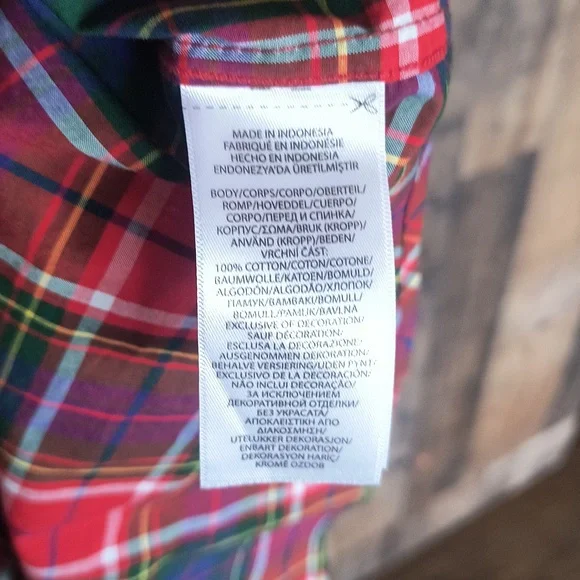 MADE IN INDONESIA
FABRIQUÉ EN INDONÉSIE
HECHO EN INDONESIA
ENDONEZYA'DA ÜRETILMIŞTIR
BODY/CORPS/CORPO/OBERTEIL/
ROMP/HOVEDDEL/CUERPO/
CORPO/ПЕРЕД И СПИНКА/
КОРПУС/ΣΩΜΑ/BRUK (KROPP)/
ANVÄND (KROPP)/BEDEN/
VRCHNÍ ČÁST:
100% COTTON/COTON/COTONE/
BAUMWOLLE/KATOEN/BOMULD/
ALGODÓN/ALGODÃO/ХЛОПОК/
ПАМУК/ΒΑΜΒΑΚΙ/BOMULL/
BOMULL/PAMUK/BAVLNA
EXCLUSIVE OF DECORATION/
SAUF DÉCORATION:
ESCLUSA LA DECORAZIONE/
AUSGENOMMEN DEKORATION/
BEHALVE VERSIERING/UDEN PYNT/
EXCLUSIVO DE LA DECORACIÓN:
NÃO INCLUI DECORAÇÃO/
ЗА ИСКЛЮЧЕНИЕМ
ДЕКОРАТИВНОЙ ОТДЕЛКИ/
БЕЗ УКРАСАТА/
ΑΠΟΚΛΕΙΣΤΙΚΗ ΑΠΟ
ΔΙΑΚΟΣΜΗΣΗ/
UTELUKKER DEKORASJON/
ENBART DEKORATION/
DEKORASYON HARIÇ/
KROMĚ OZDOB